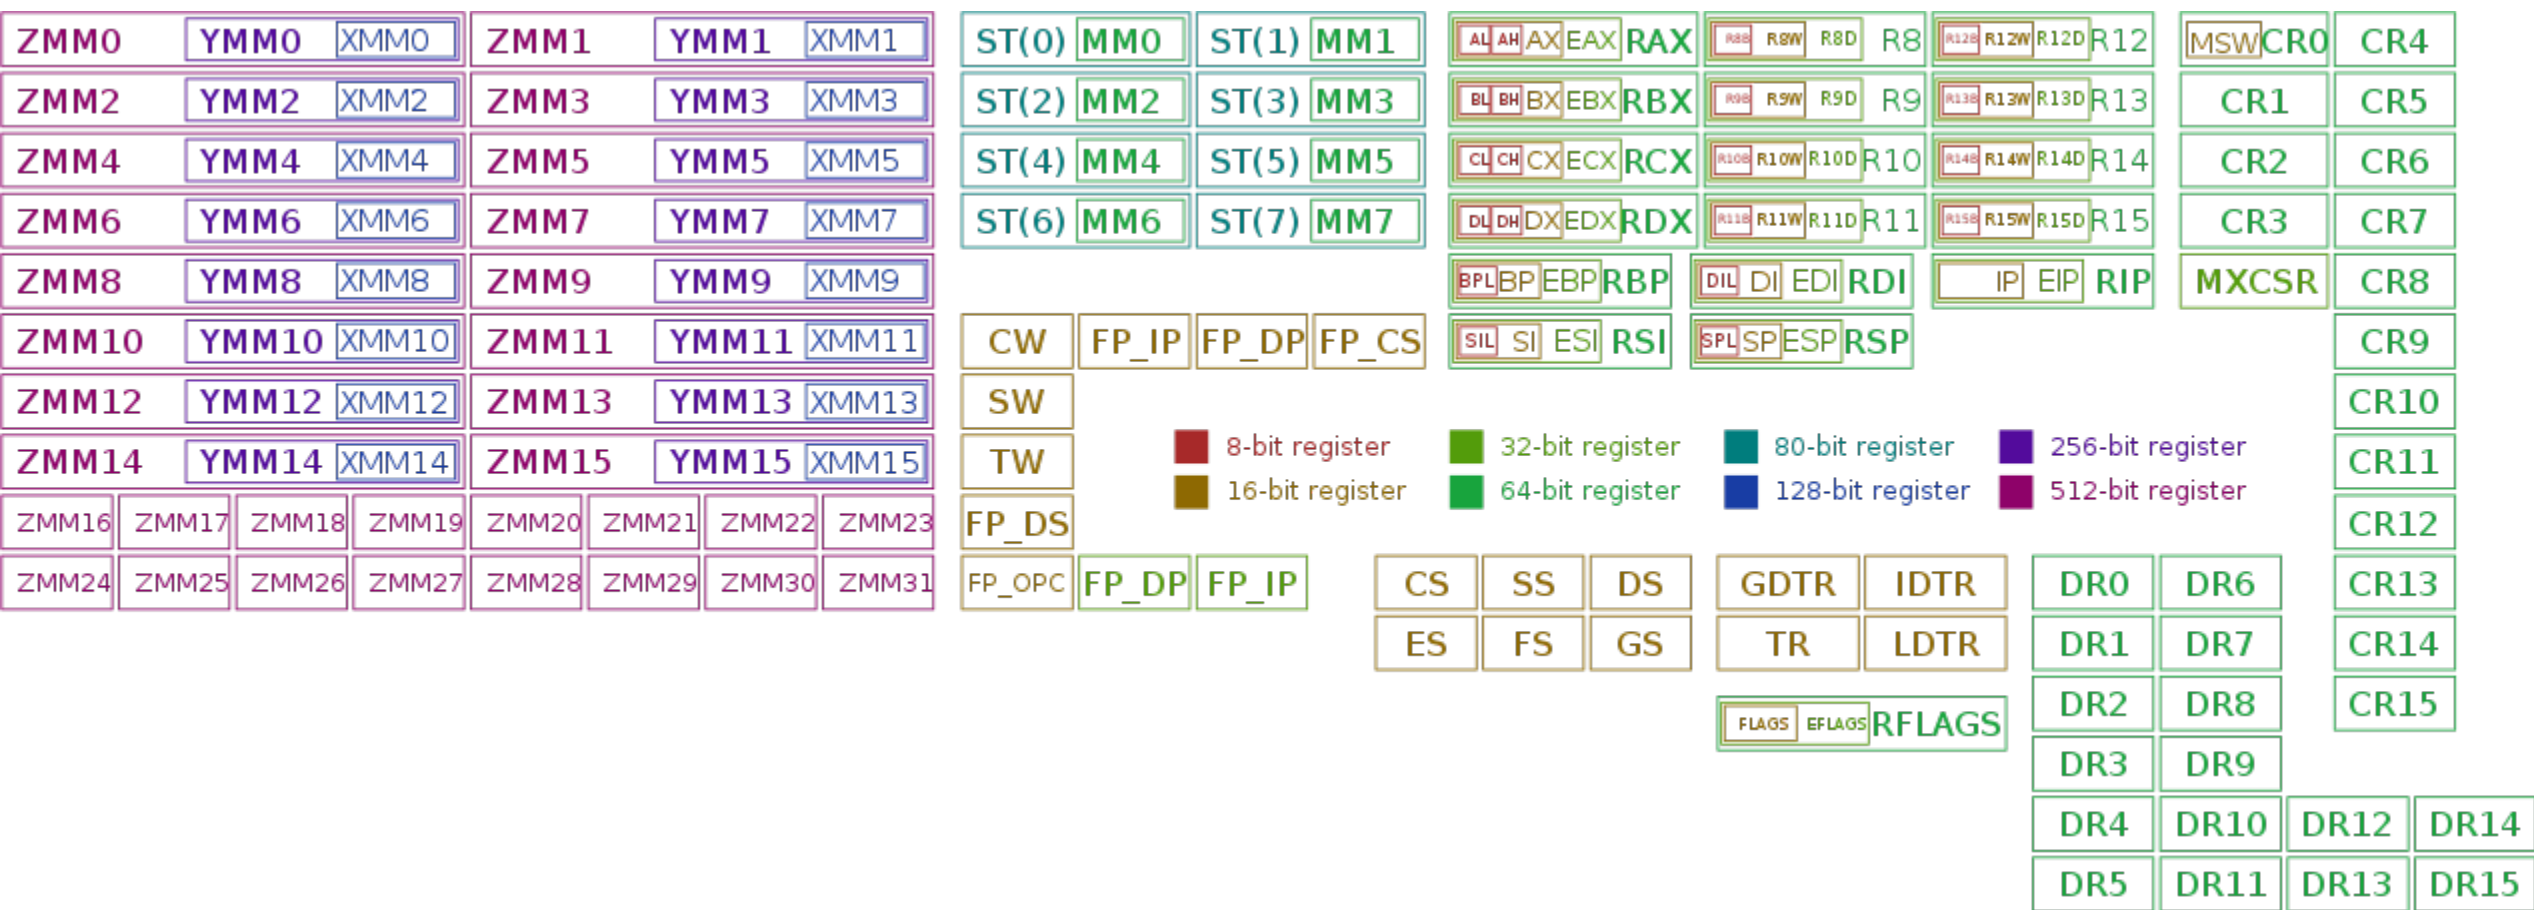 ZMM0 YMM0 XMM0 ZMM1 YMM1 XMM1 ST(0) MM0 ST(1) MM1 AL AH AX EAX RAX R8B R8W R8D R8 R12B R12W R12D R12 MSW CR0 CR4
ZMM2 YMM2 XMM2 ZMM3 YMM3 XMM3 ST(2) MM2 ST(3) MM3 BL BH BX EBX RBX R9B R9W R9D R9 R13B R13W R13D R13 CR1 CR5
ZMM4 YMM4 XMM4 ZMM5 YMM5 XMM5 ST(4) MM4 ST(5) MM5 CL CH CX ECX RCX R10B R10W R10D R10 R14B R14W R14D R14 CR2 CR6
ZMM6 YMM6 XMM6 ZMM7 YMM7 XMM7 ST(6) MM6 ST(7) MM7 DL DH DX EDX RDX R11B R11W R11D R11 R15B R15W R15D R15 CR3 CR7
ZMM8 YMM8 XMM8 ZMM9 YMM9 XMM9 BPL BP EBP RBP DIL DI EDI RDI IP EIP RIP MXCSR CR8
ZMM10 YMM10 XMM10 ZMM11 YMM11 XMM11 CW FP_IP FP_DP FP_CS SIL SI ESI RSI SPL SP ESP RSP CR9
ZMM12 YMM12 XMM12 ZMM13 YMM13 XMM13 SW CR10
8-bit register 32-bit register 80-bit register 256-bit register
ZMM14 YMM14 XMM14 ZMM15 YMM15 XMM15 TW CR11
16-bit register 64-bit register 128-bit register 512-bit register
ZMM16 ZMM17 ZMM18 ZMM19 ZMM20 ZMM21 ZMM22 ZMM23 FP_DS CR12
ZMM24 ZMM25 ZMM26 ZMM27 ZMM28 ZMM29 ZMM30 ZMM31 FP_OPC FP_DP FP_IP CS SS DS GDTR IDTR DR0 DR6 CR13
ES FS GS TR LDTR DR1 DR7 CR14
FLAGS EFLAGS RFLAGS DR2 DR8 CR15
DR3 DR9
DR4 DR10 DR12 DR14
DR5 DR11 DR13 DR15